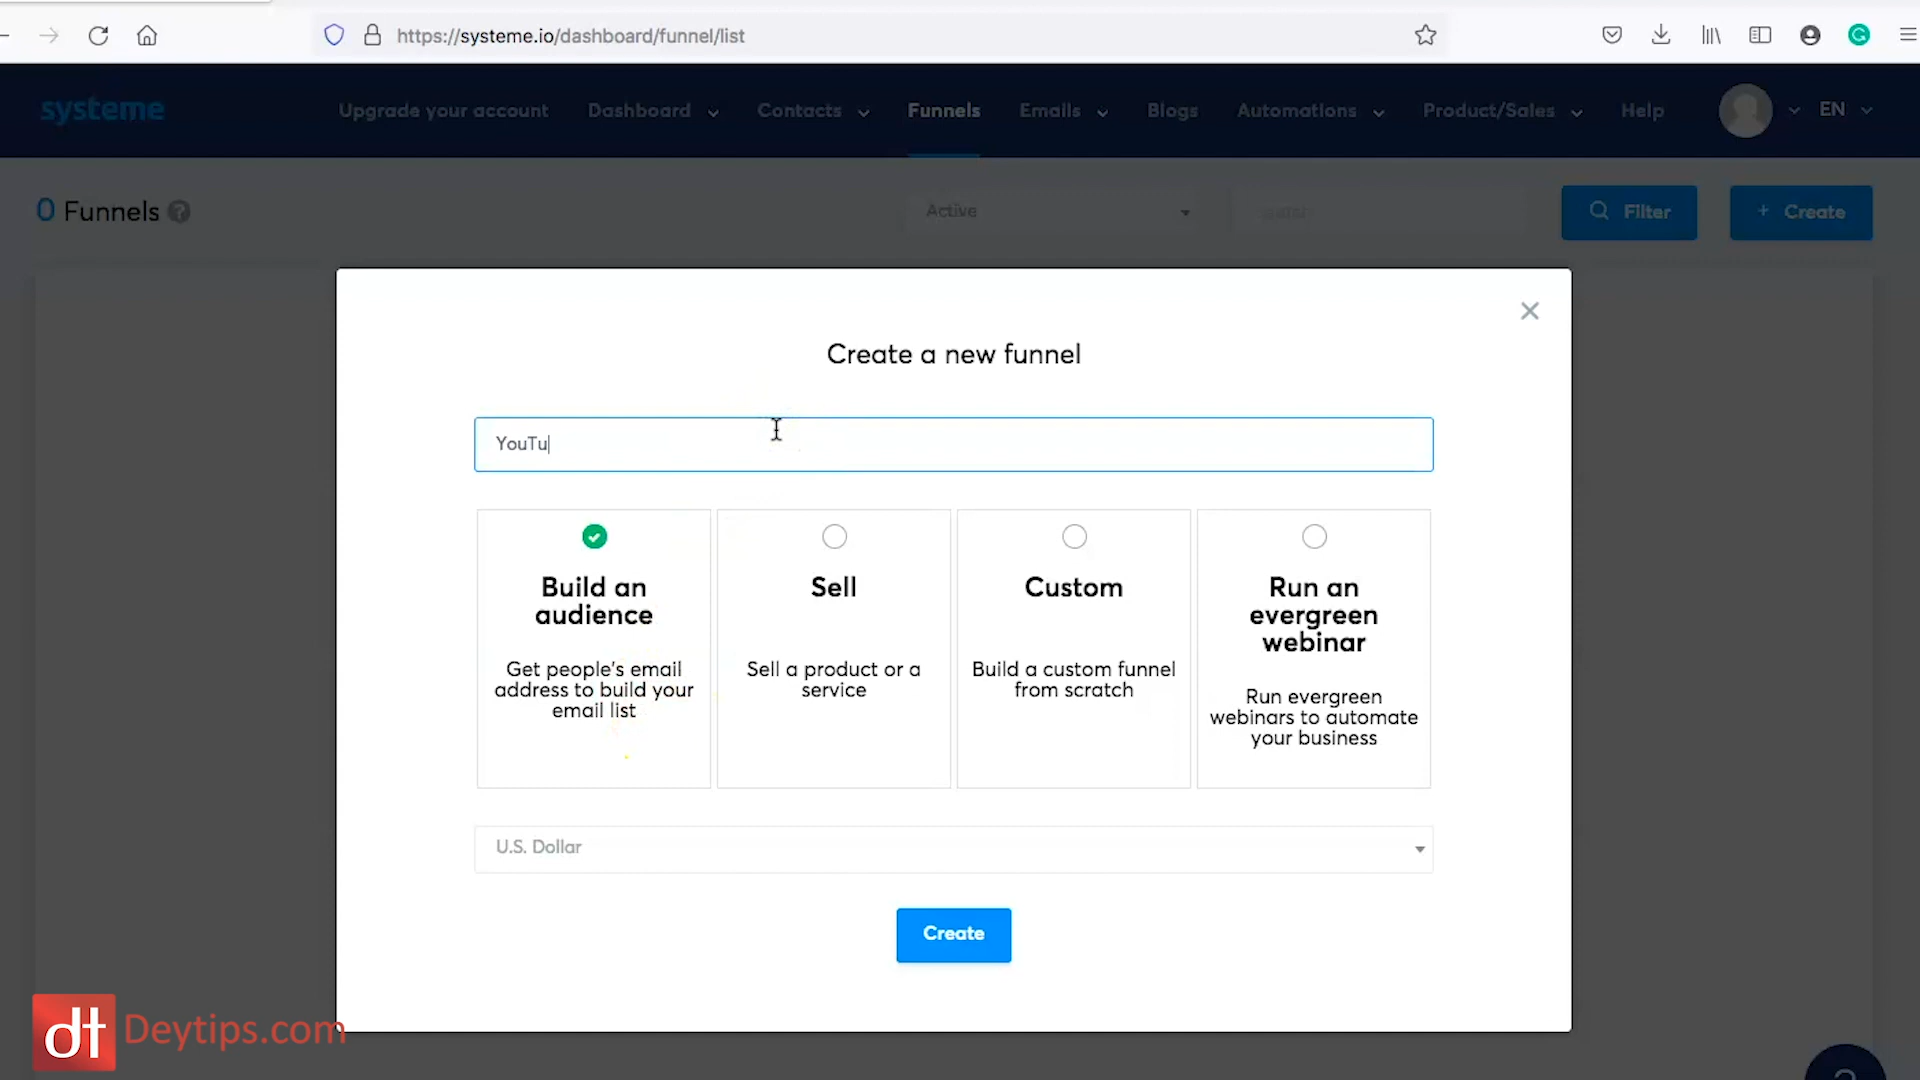 https://systeme.io/dashboard/funnel/list
systeme
Upgrade your account
Dashboard
Contacts
Funnels
Emails
Blogs
Automations
Product/Sales
Help
EN
0 Funnels ?
Active
Filter
+ Create
Create a new funnel
YouTu
Build an
audience
Get people's email
address to build your
email list
Sell
Sell a product or a
service
Custom
Build a custom funnel
from scratch
Run an
evergreen
webinar
Run evergreen
webinars to automate
your business
U.S. Dollar
Create
dt Deytips.com